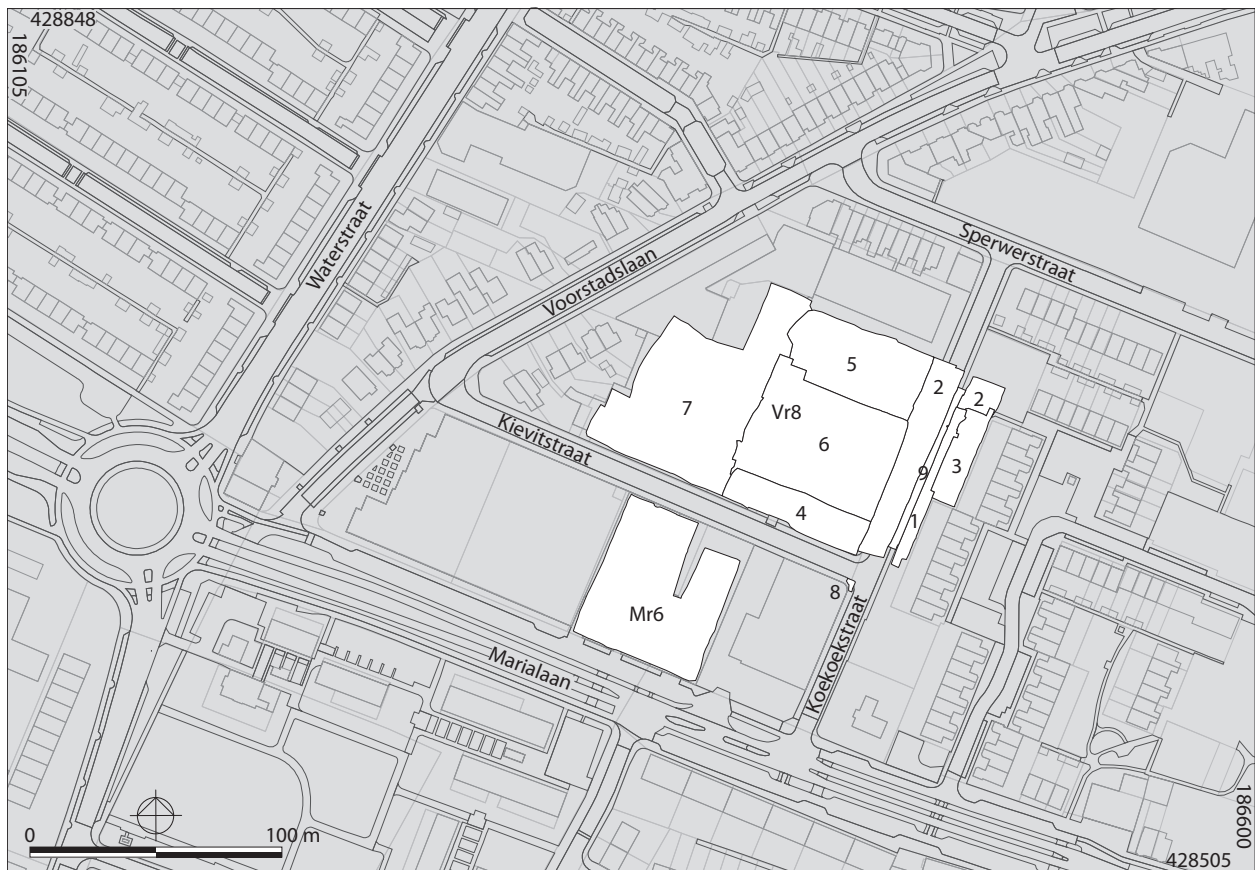 428848
186105
Waterstraat
Voorstadslaan
Sperwerstraat
5
2
2
7
Vr8
6
Kievitstraat
9
3
4
1
8
Mr6
Koekoekstraat
Marialaan
0
100 m
186600
428505